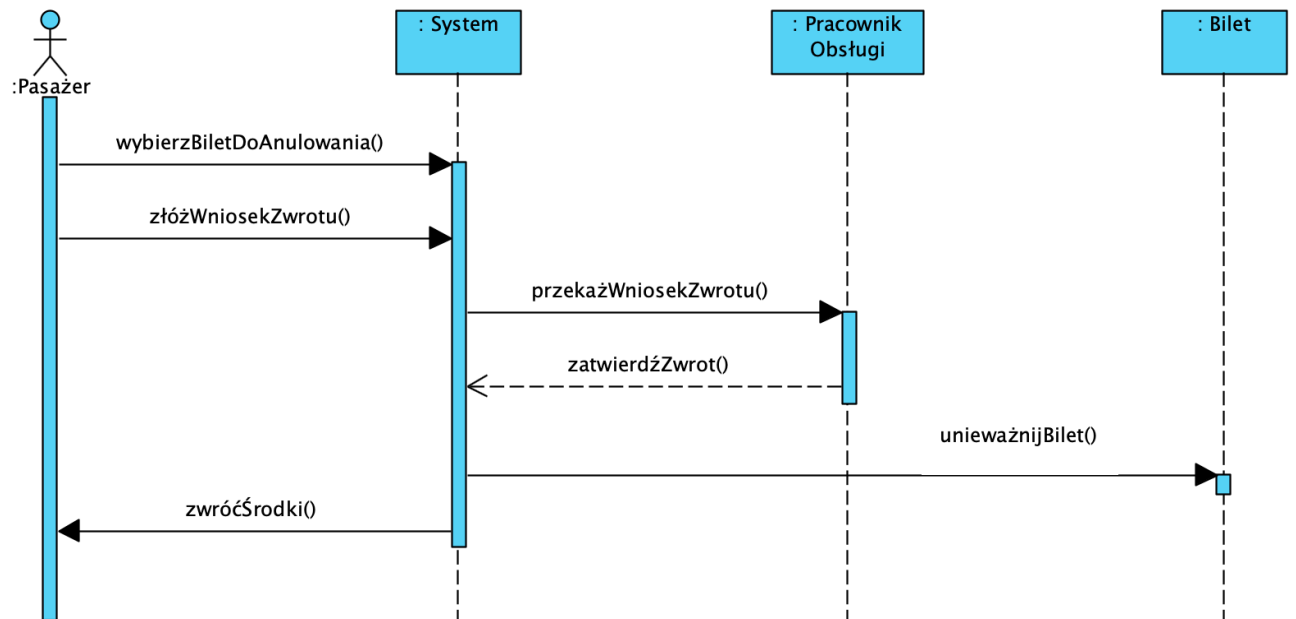 : System
: Pracownik
Obsługi
: Bilet
:Pasażer
wybierzBiletDoAnulowania()
złóżWniosekZwrotu()
przekażWniosekZwrotu()
zatwierdźZwrot()
unieważnijBilet()
zwróćŚrodki()